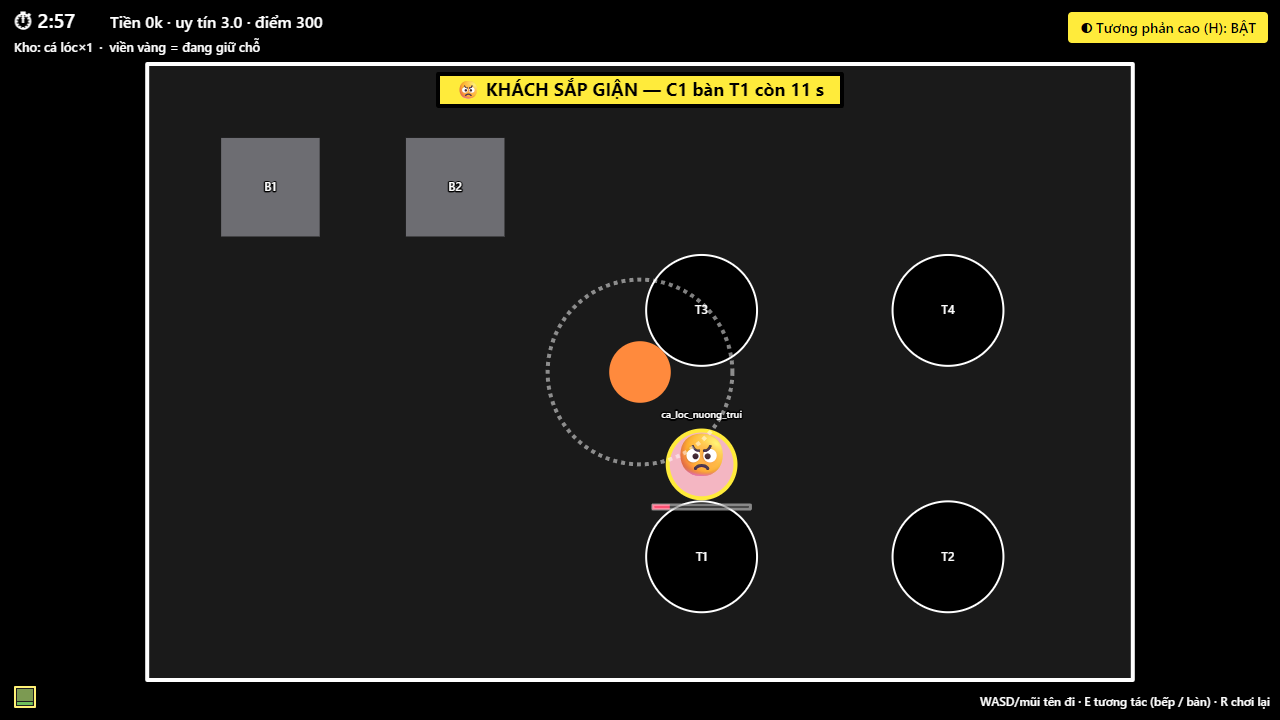 ⏱ 2:57
Tiền 0k · uy tín 3.0 · điểm 300
◐ Tương phản cao (H): BẬT
Kho: cá lóc×1 · viền vàng = đang giữ chỗ
KHÁCH SẮP GIẬN — C1 bàn T1 còn 11 s
B1
B2
T3
T4
ca_loc_nuong_trui
T1
T2
WASD/mũi tên đi · E tương tác (bếp / bàn) · R chơi lại